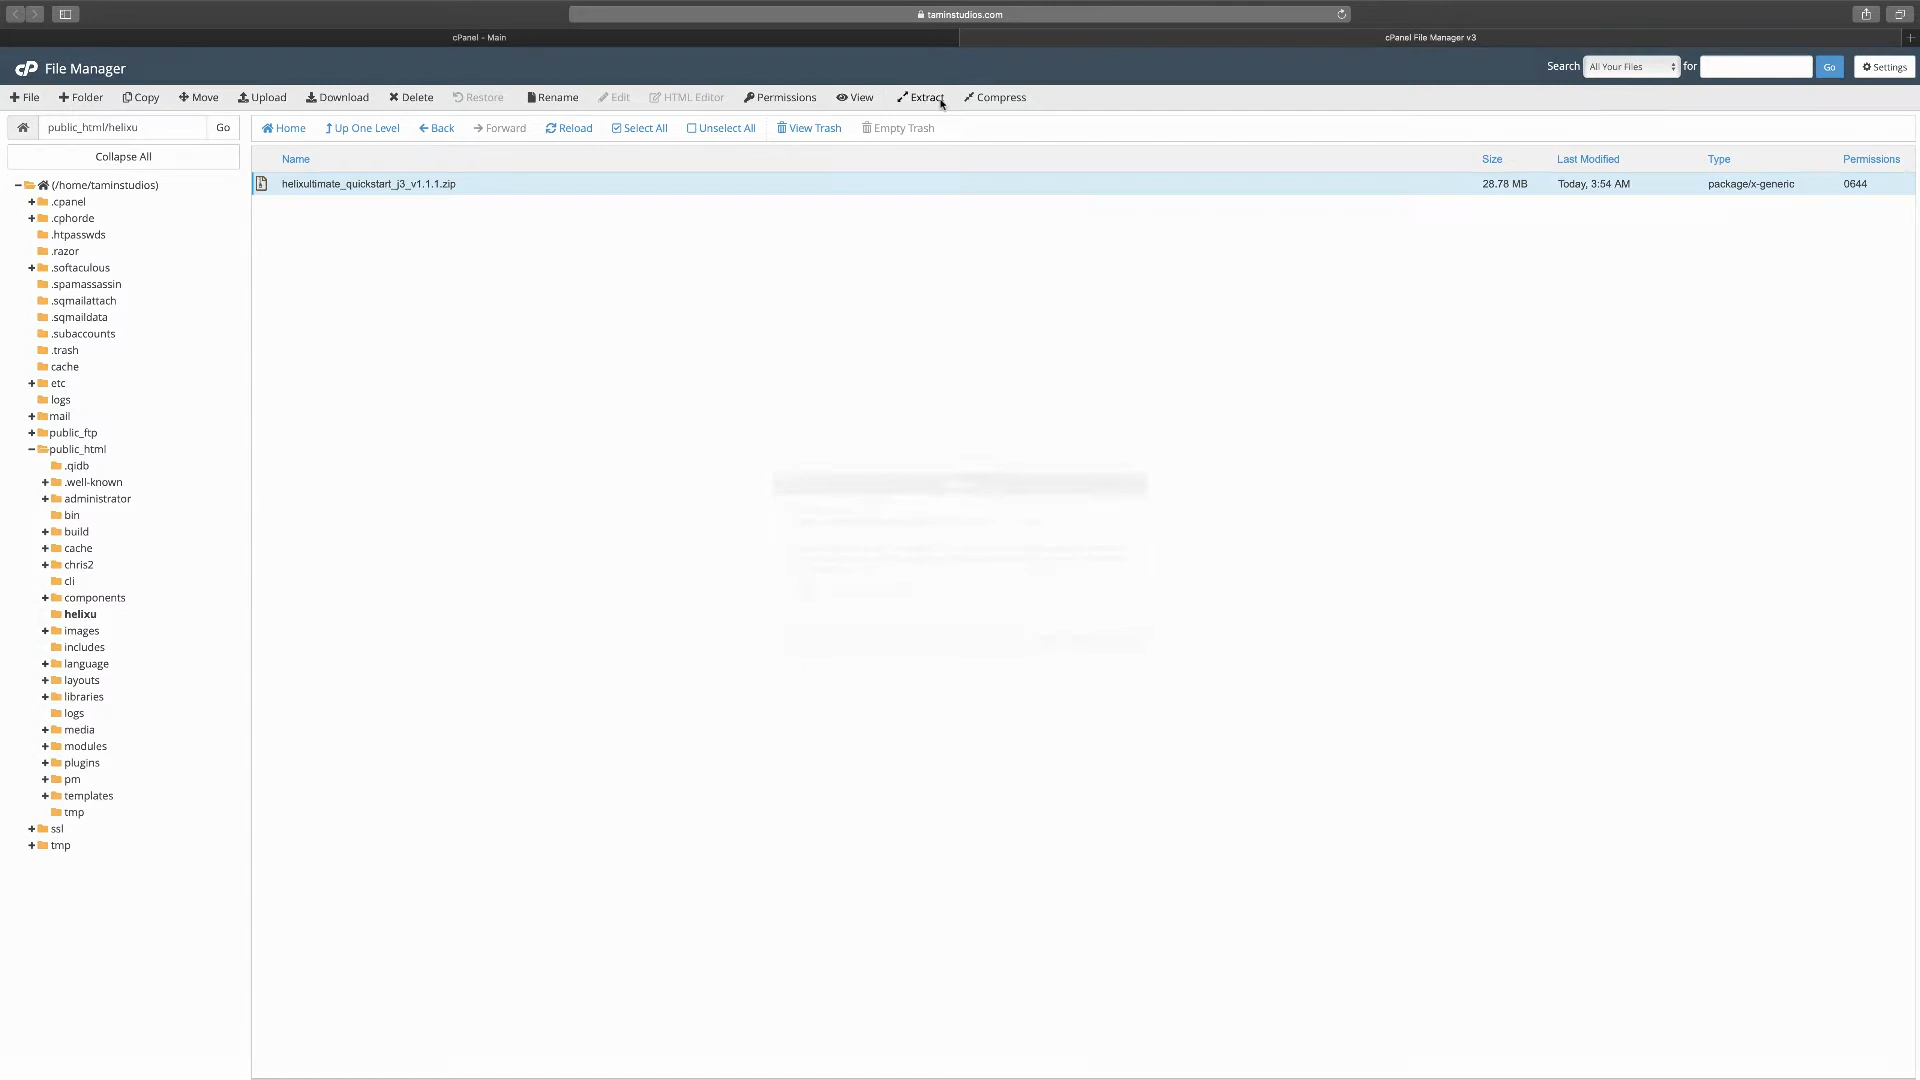 taminstudios.com
cPanel - Main
cPanel File Manager v3
cP File Manager
Search All Your Files for Go Settings
File Folder Copy Move Upload Download Delete Restore Rename Edit HTML Editor Permissions View Extract Compress
public_html/helixu Go
Home Up One Level Back Forward Reload Select All Unselect All View Trash Empty Trash
Collapse All
Name Size Last Modified Type Permissions
helixultimate_quickstart_j3_v1.1.1.zip 28.78 MB Today, 3:54 AM package/x-generic 0644
(/home/taminstudios)
.cpanel
.cphorde
.htpasswds
.razor
.softaculous
.spamassassin
.sqmailattach
.sqmaildata
.subaccounts
.trash
cache
etc
logs
mail
public_ftp
public_html
.qidb
.well-known
administrator
bin
build
cache
chris2
cli
components
helixu
images
includes
language
layouts
libraries
logs
media
modules
plugins
pm
templates
tmp
ssl
tmp